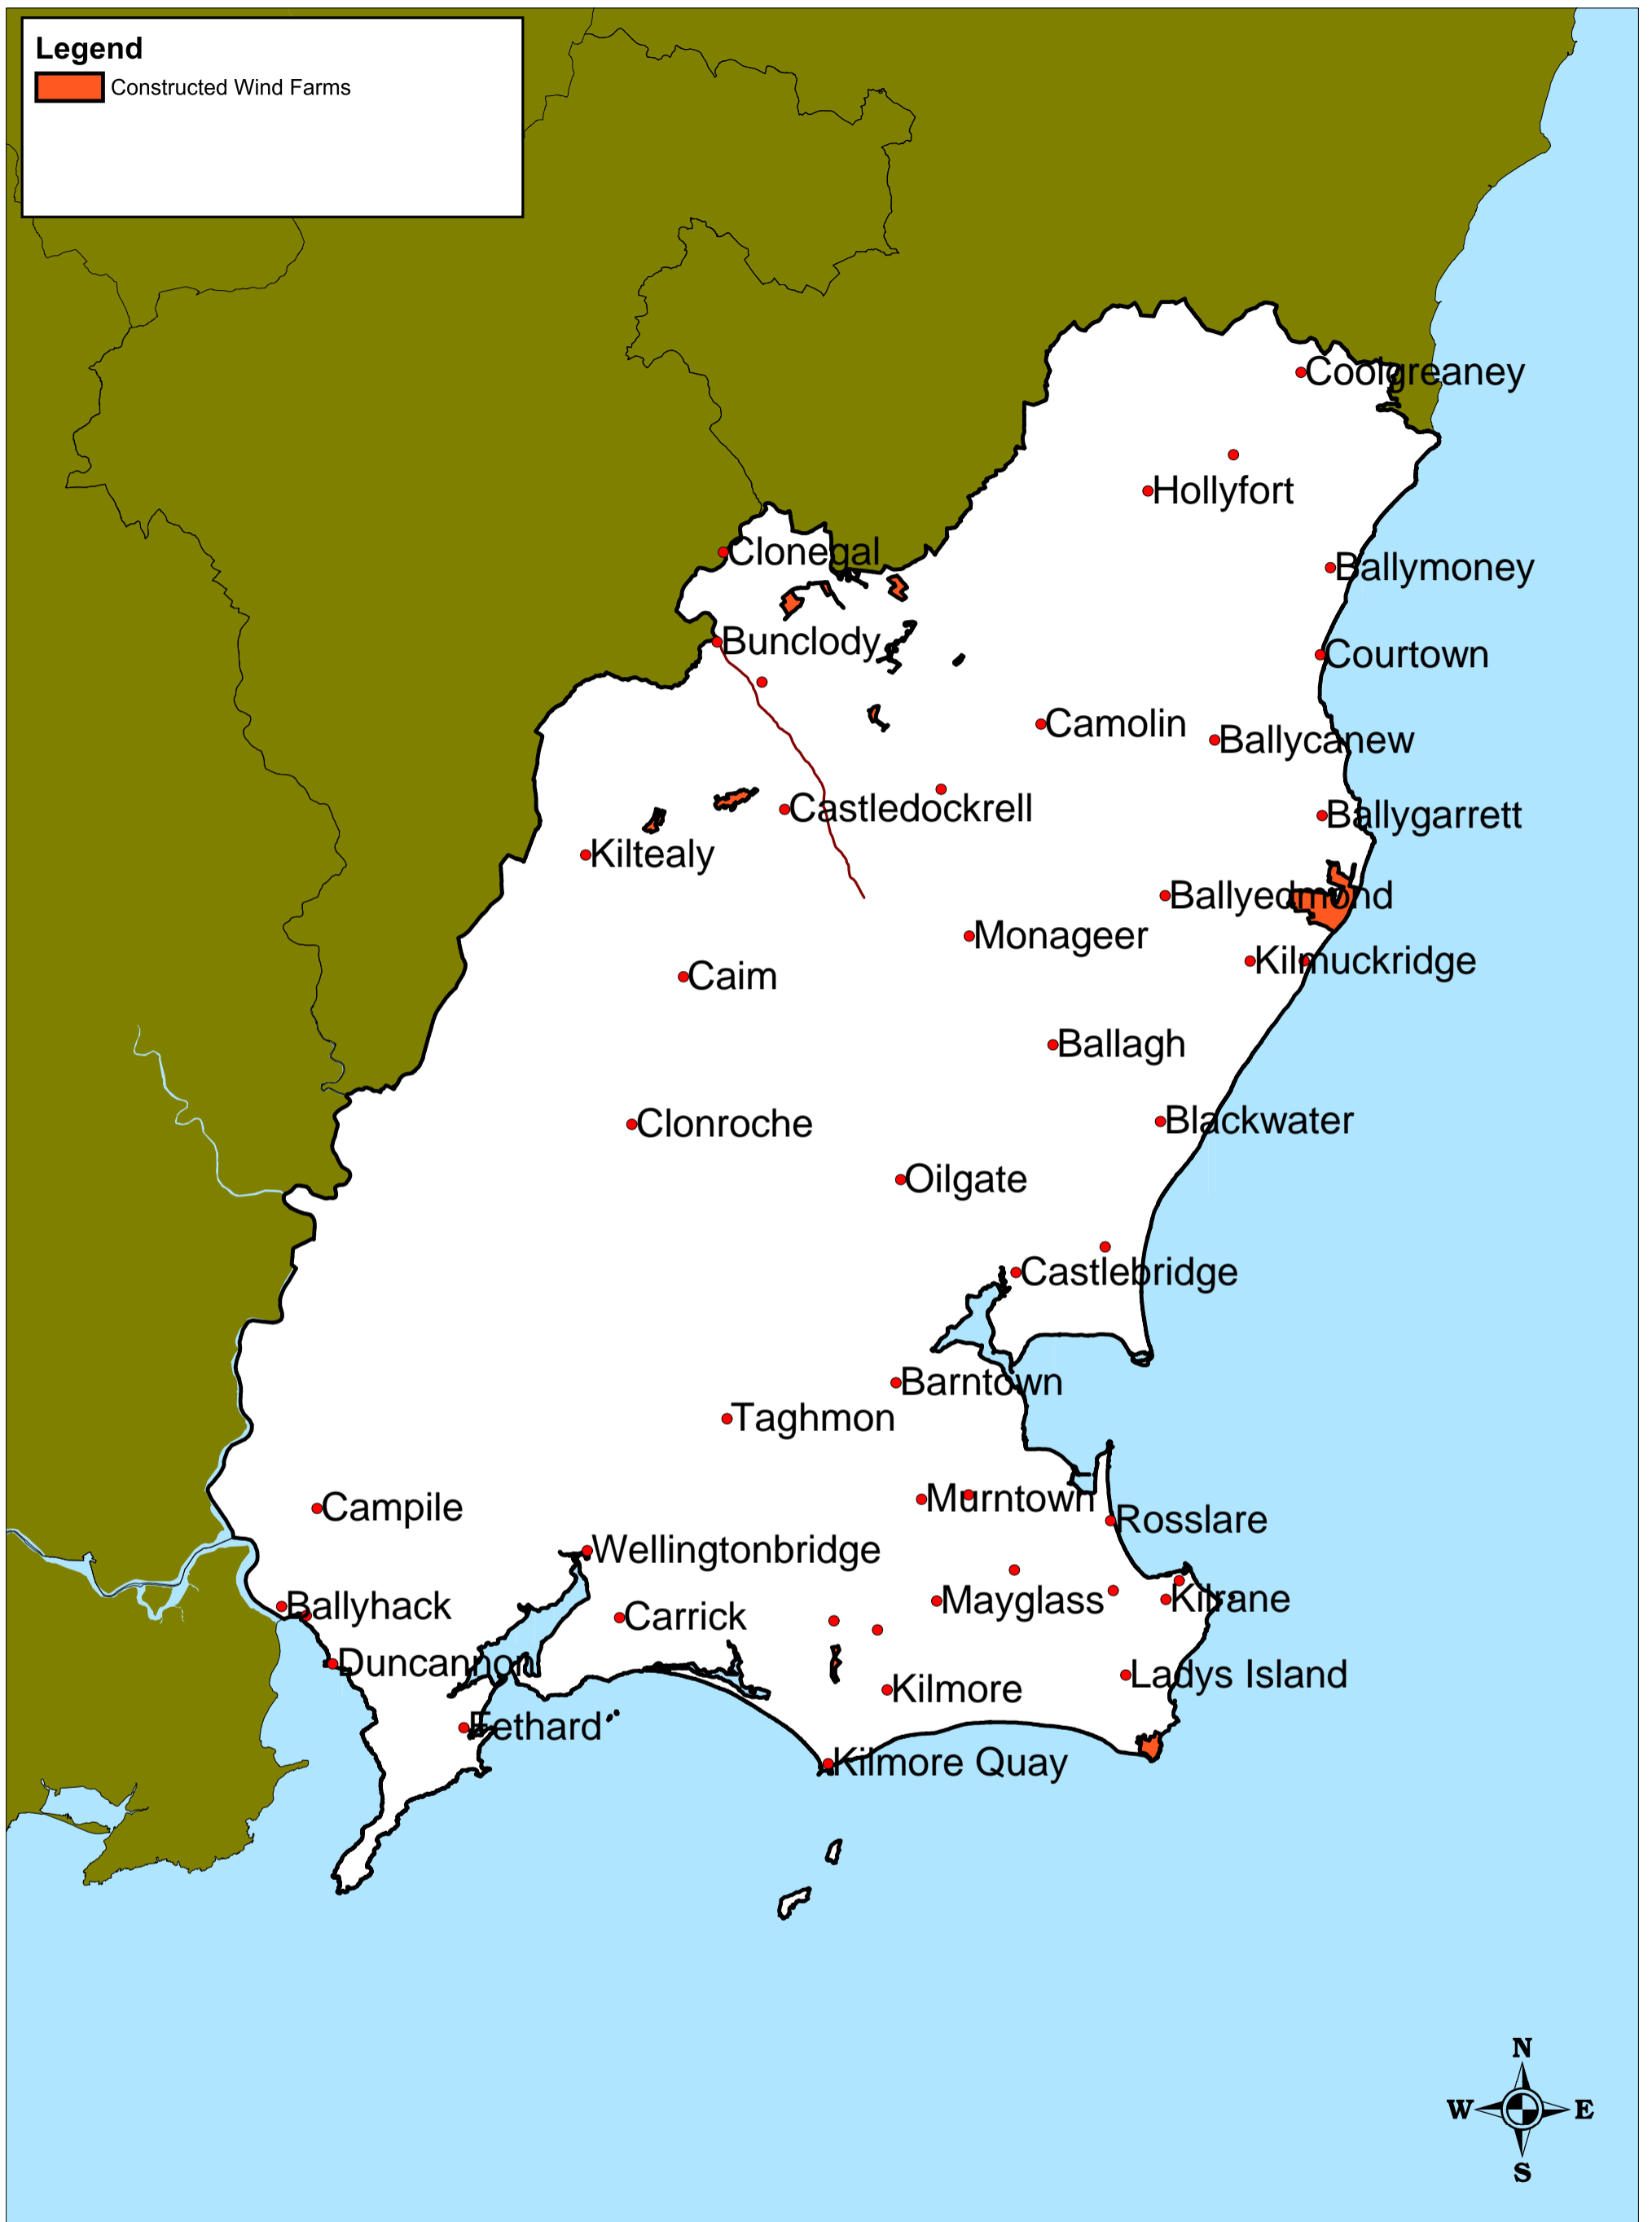 Legend
Constructed Wind Farms
Coolgreaney
Hollyfort
Clonegal
Ballymoney
Bunclody
Courtown
Camolin
Ballycanew
Castledockrell
Ballygarrett
Kiltealy
Ballyedmond
Monageer
Kilmuckridge
Caim
Ballagh
Clonroche
Blackwater
Oilgate
Castlebridge
Barntown
Taghmon
Murntown
Campile
Rosslare
Wellingtonbridge
Mayglass
Kilrane
Ballyhack
Carrick
Duncannon
Ladys Island
Kilmore
Fethard
Kilmore Quay
N
W E
S